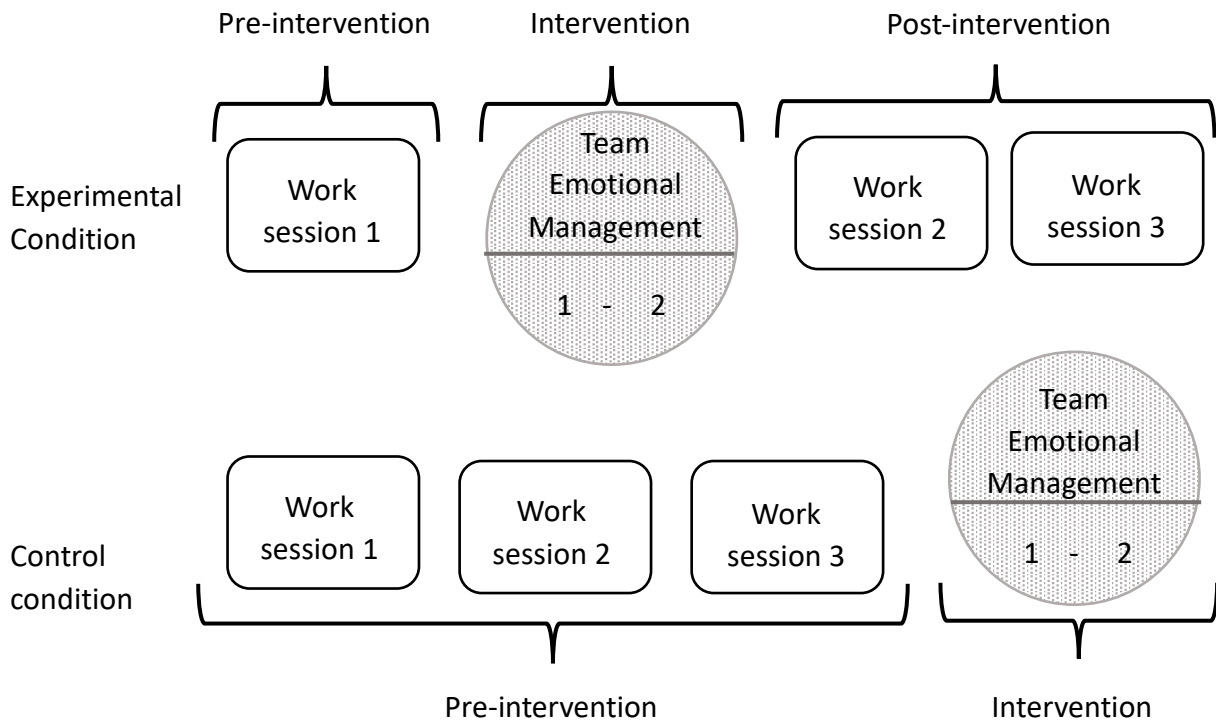 Pre-intervention
Intervention
Post-intervention
Experimental
Condition
Work
session 1
Team
Emotional
Management
1 - 2
Work
session 2
Work
session 3
Control
condition
Work
session 1
Work
session 2
Work
session 3
Team
Emotional
Management
1 - 2
Pre-intervention
Intervention